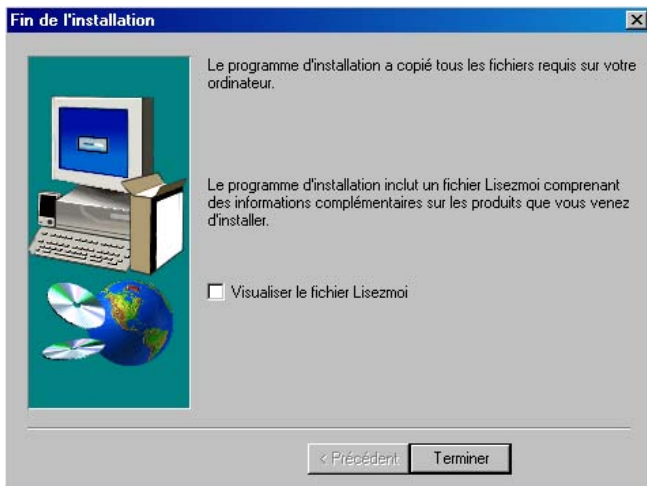 Fin de l'installation
Le programme d'installation a copié tous les fichiers requis sur votre
ordinateur.
Le programme d'installation inclut un fichier Lisezmoi comprenant
des informations complémentaires sur les produits que vous venez
d'installer.
Visualiser le fichier Lisezmoi
< Précédent
Terminer